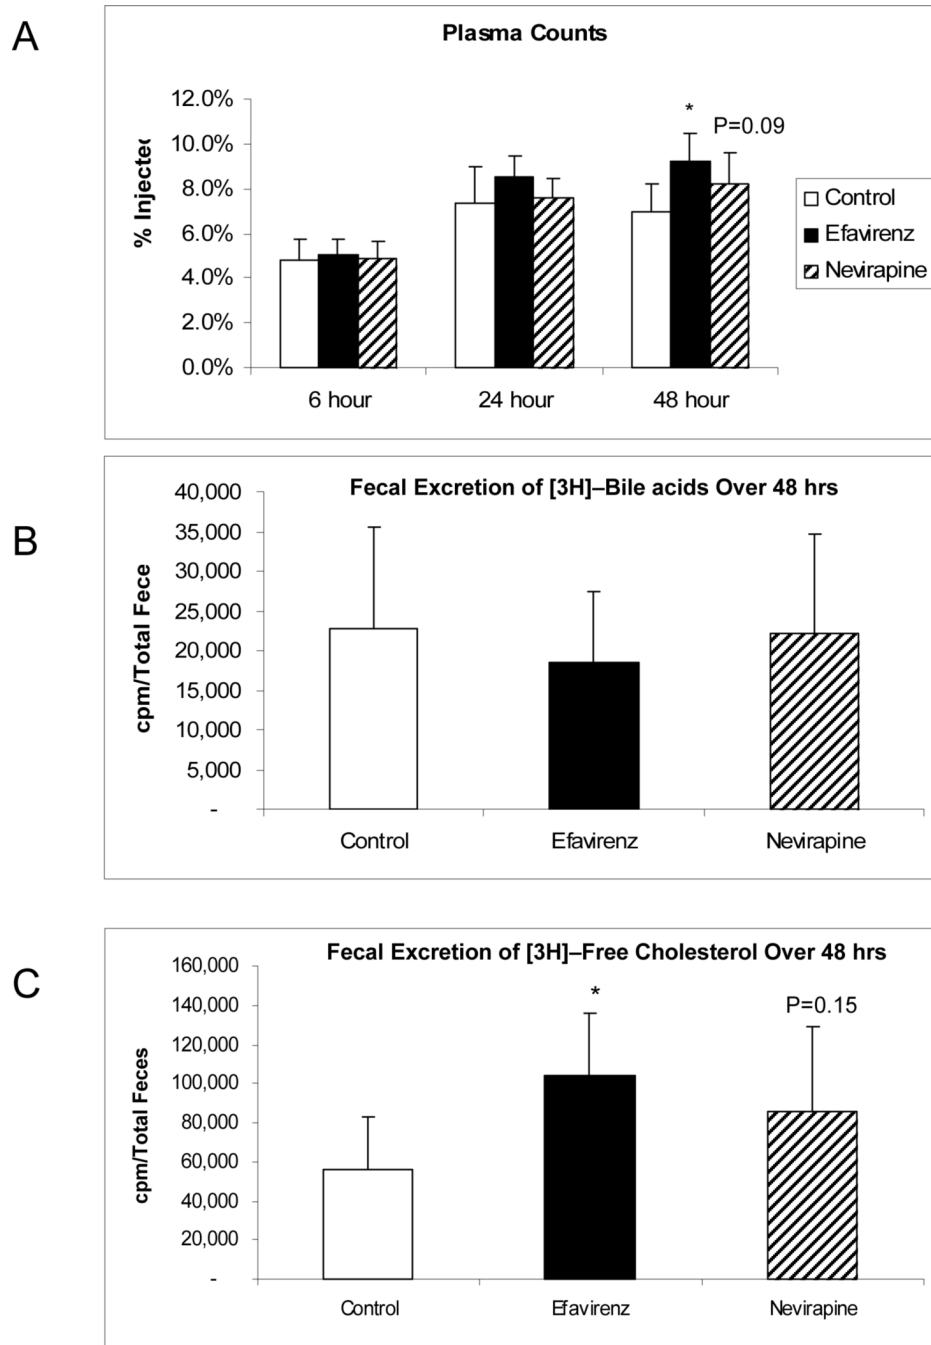 A
Plasma Counts
% Injected
12.0%
10.0%
8.0%
6.0%
4.0%
2.0%
0.0%
*
P=0.09
6 hour
24 hour
48 hour
Control
Efavirenz
Nevirapine
B
Fecal Excretion of [3H]–Bile acids Over 48 hrs
cpm/Total Fece
40,000
35,000
30,000
25,000
20,000
15,000
10,000
5,000
-
Control
Efavirenz
Nevirapine
C
Fecal Excretion of [3H]–Free Cholesterol Over 48 hrs
cpm/Total Feces
160,000
140,000
120,000
100,000
80,000
60,000
40,000
20,000
-
*
P=0.15
Control
Efavirenz
Nevirapine